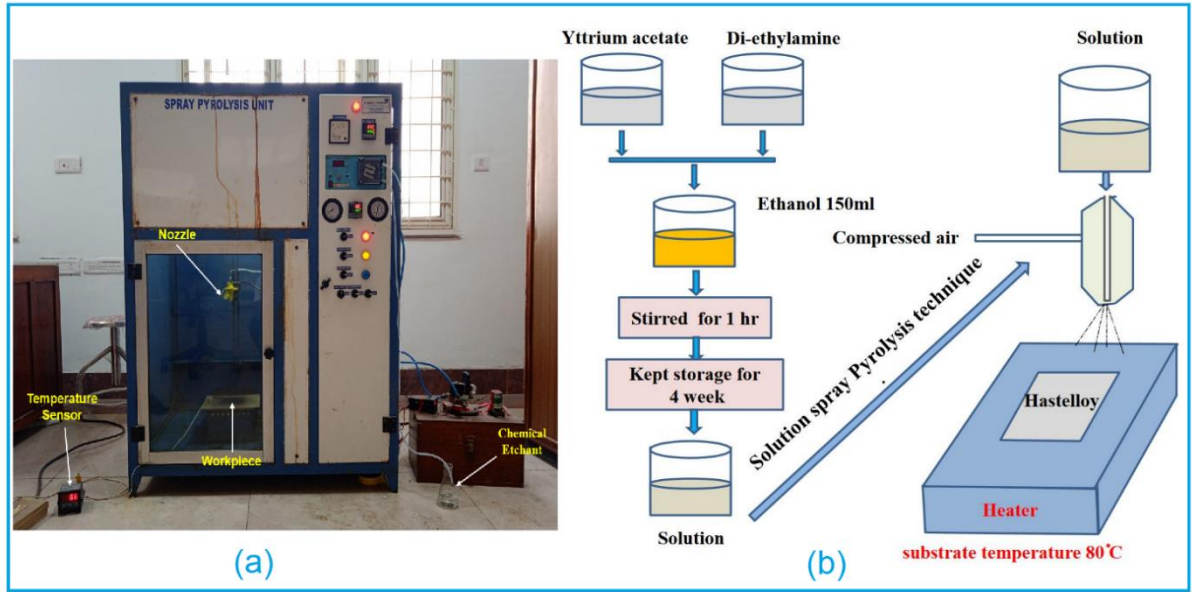 SPRAY PYROLYSIS UNIT
Nozzle
Temperature
Sensor
Workpiece
Chemical
Etchant
(a)
Yttrium acetate
Di-ethylamine
Ethanol 150ml
Stirred for 1 hr
Kept storage for
4 week
Solution
Solution spray Pyrolysis technique
Solution
Compressed air
Hastelloy
Heater
substrate temperature 80°C
(b)